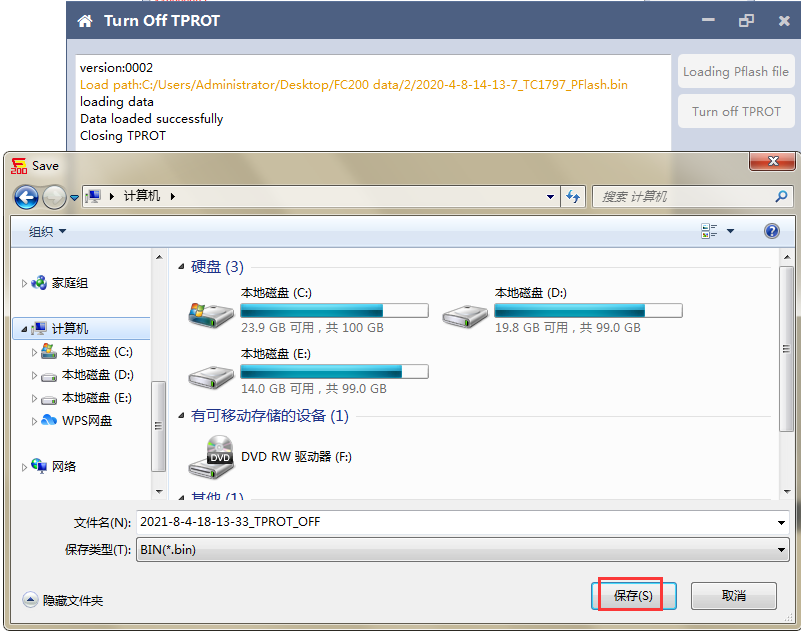 Turn Off TPROT
version:0002
Load path:C:/Users/Administrator/Desktop/FC200 data/2/2020-4-8-14-13-7_TC1797_PFlash.bin
loading data
Data loaded successfully
Closing TPROT
Loading Pflash file
Turn off TPROT
Save
计算机
搜索 计算机
组织
家庭组
计算机
本地磁盘 (C:)
本地磁盘 (D:)
本地磁盘 (E:)
WPS网盘
网络
硬盘 (3)
本地磁盘 (C:)
23.9 GB 可用，共 100 GB
本地磁盘 (D:)
19.8 GB 可用，共 99.0 GB
本地磁盘 (E:)
14.0 GB 可用，共 99.0 GB
有可移动存储的设备 (1)
DVD
DVD RW 驱动器 (F:)
其他 (1)
文件名(N):
2021-8-4-18-13-33_TPROT_OFF
保存类型(T):
BIN(*.bin)
隐藏文件夹
保存(S)
取消